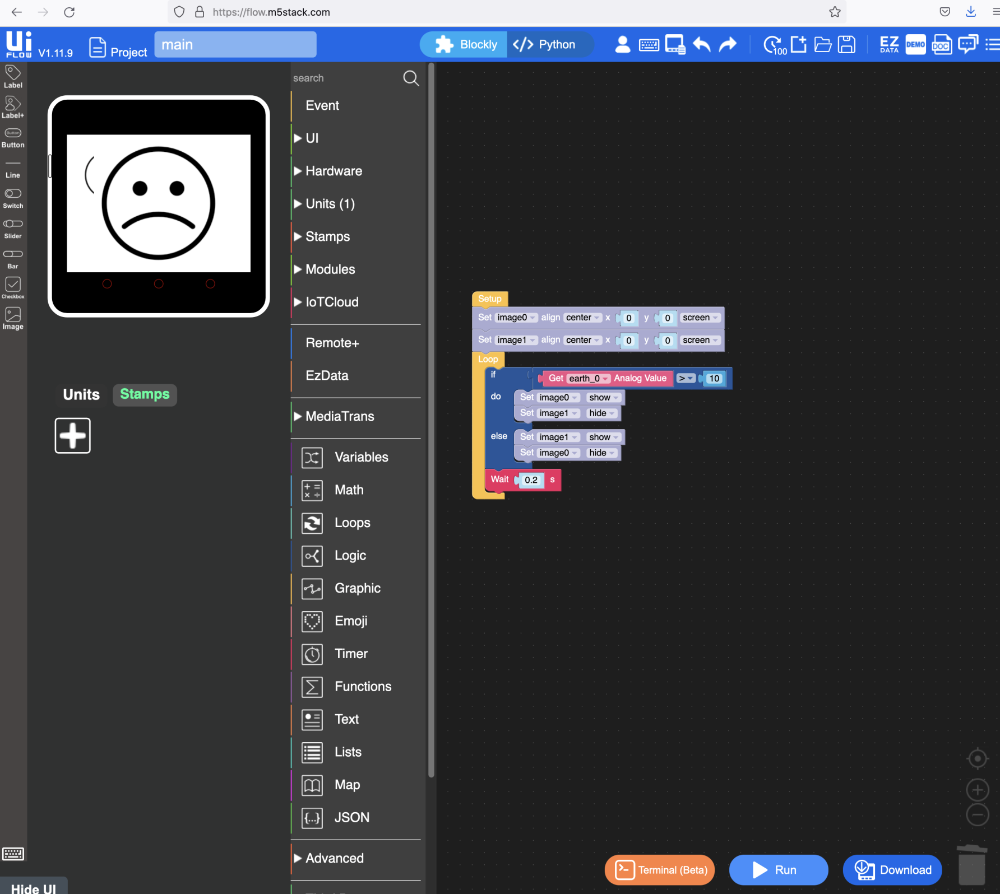 https://flow.m5stack.com
Ui FLOW V1.11.9 Project main Blockly </> Python 100 EZ DATA DEMO DOC
Label
Label+
Button
Button
Line
Switch
Slider
Bar
Checkbox
Image
Units Stamps
Hide UI
search
Event
UI
Hardware
Units (1)
Stamps
Modules
IoTCloud
Remote+
EzData
MediaTrans
Variables
Math
Loops
Logic
Graphic
Emoji
Timer
Functions
Text
Lists
Map
{...} JSON
Advanced
Setup
Set image0 align center x 0 y 0 screen
Set image1 align center x 0 y 0 screen
Loop
if Get earth_0 Analog Value > 10
do Set image0 show
Set image1 hide
else Set image1 show
Set image0 hide
Wait 0.2 s
Terminal (Beta) Run Download